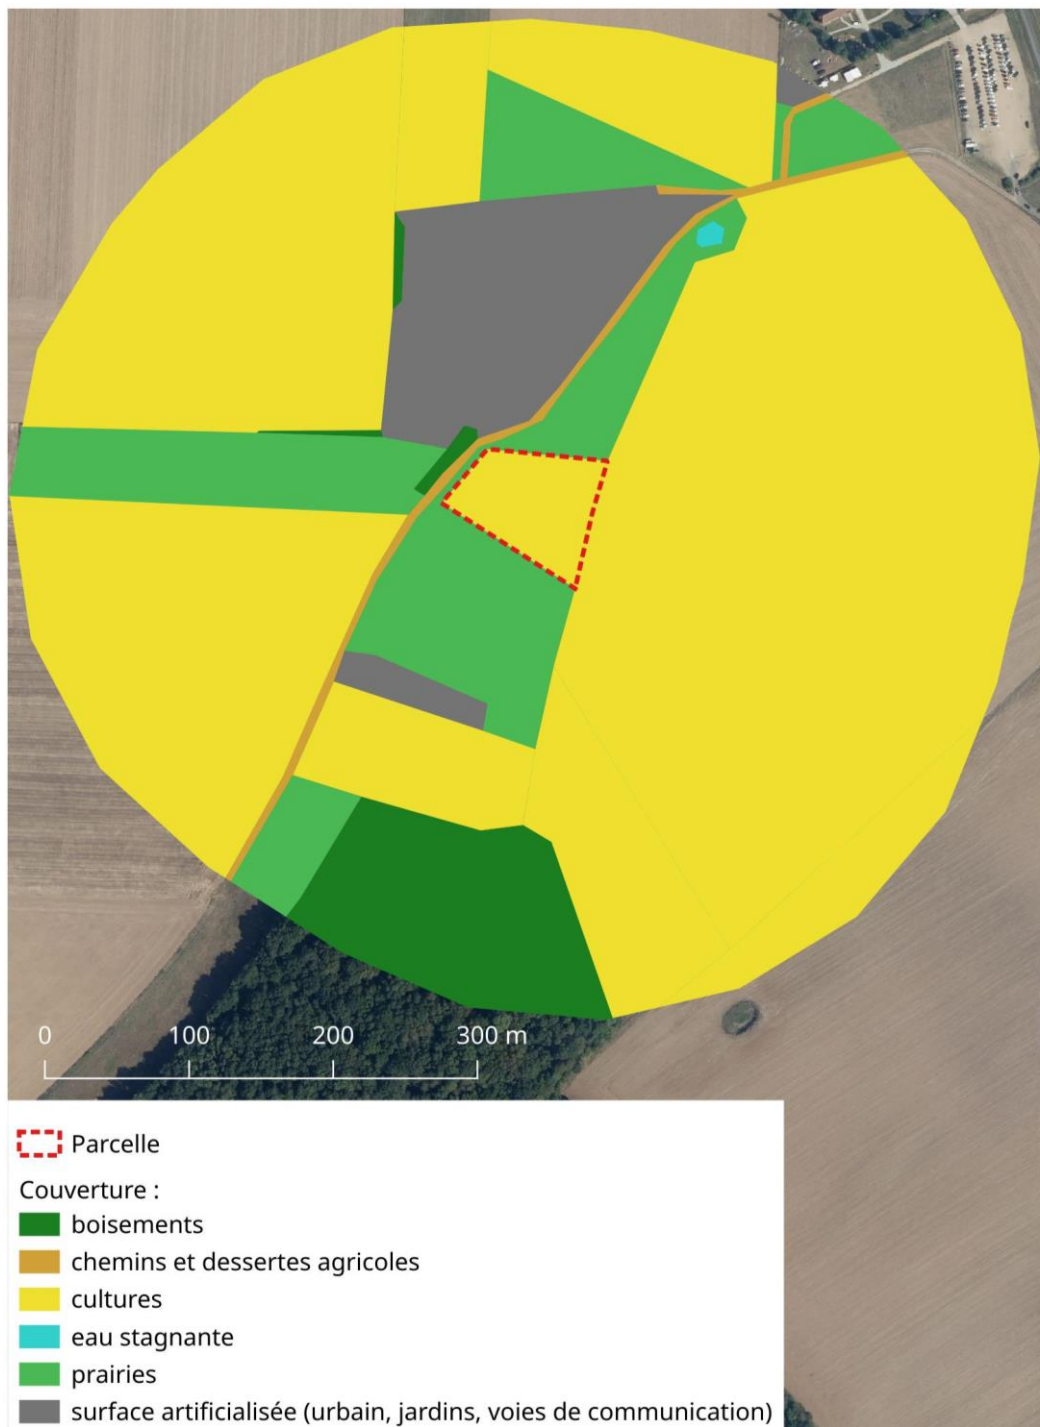 0 100 200 300 m
Parcelle
Couverture :
boisements
chemins et dessertes agricoles
cultures
eau stagnante
prairies
surface artificialisée (urbain, jardins, voies de communication)